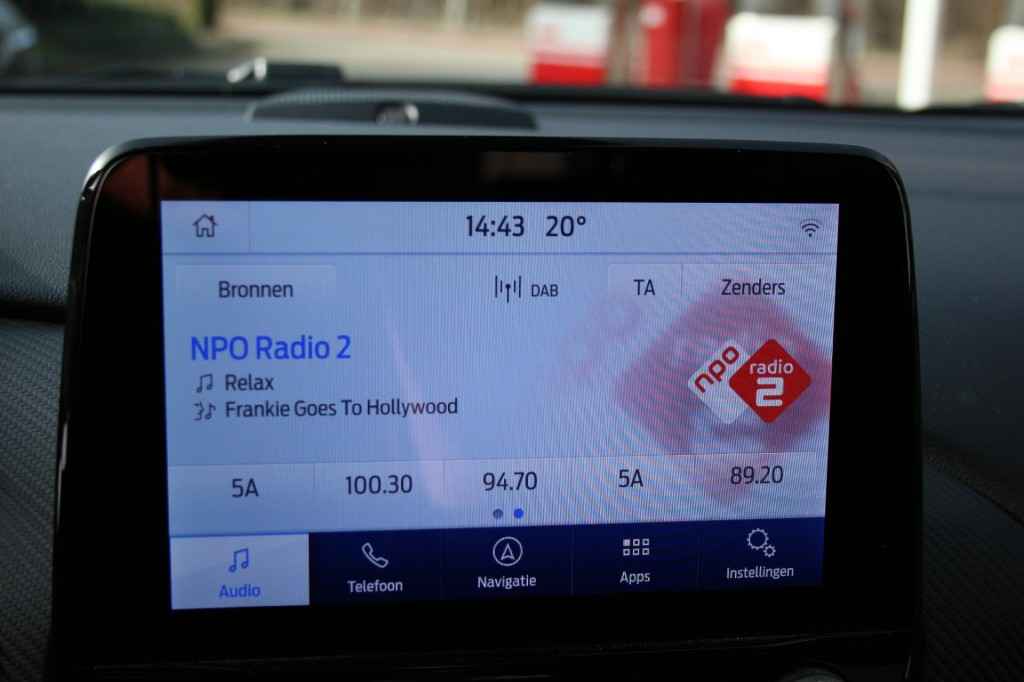 14:43 20°
Bronnen DAB TA Zenders
NPO Radio 2
Relax
Frankie Goes To Hollywood
npo radio 2
5A 100.30 94.70 5A 89.20
Audio Telefoon Navigatie Apps Instellingen